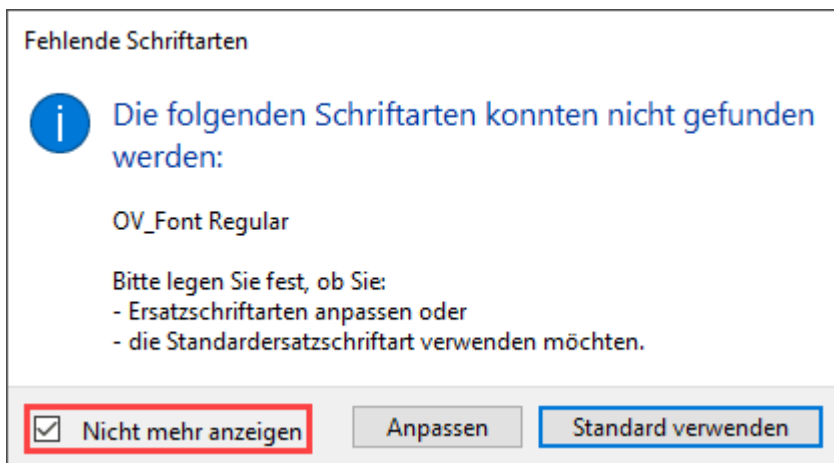 Fehlende Schriftarten
Die folgenden Schriftarten konnten nicht gefunden
werden:
OV_Font Regular
Bitte legen Sie fest, ob Sie:
- Ersatzschriftarten anpassen oder
- die Standardersatzschriftart verwenden möchten.
Nicht mehr anzeigen
Anpassen
Standard verwenden